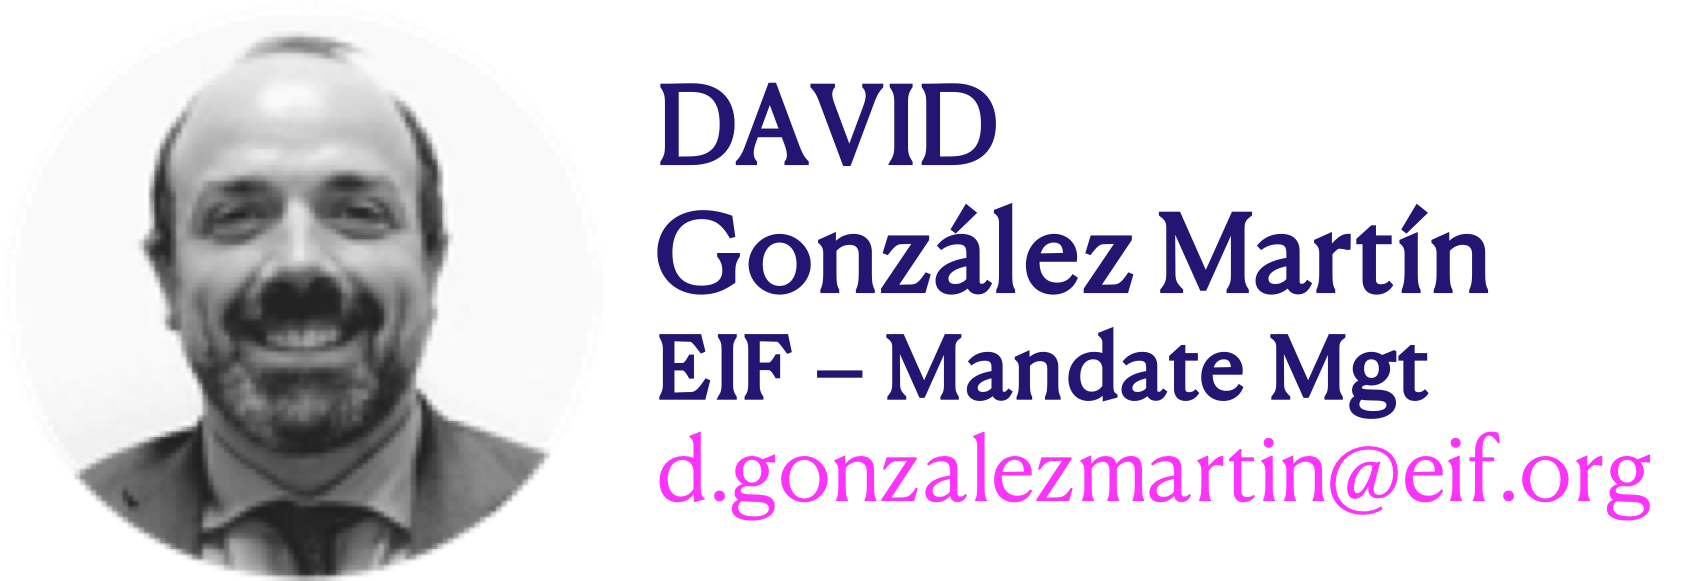 DAVID
González Martín
EIF – Mandate Mgt
d.gonzalezmartin@eif.org